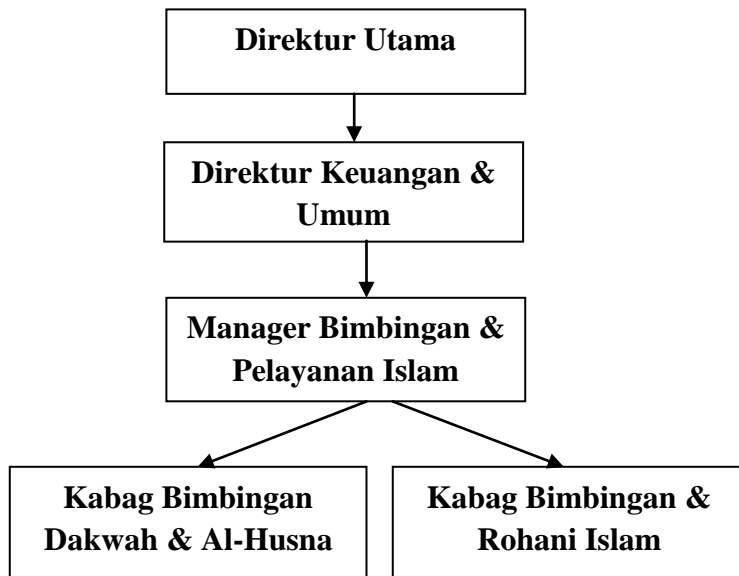 Direktur Utama
Direktur Keuangan &
Umum
Manager Bimbingan &
Pelayanan Islam
Kabag Bimbingan
Dakwah & Al-Husna
Kabag Bimbingan &
Rohani Islam